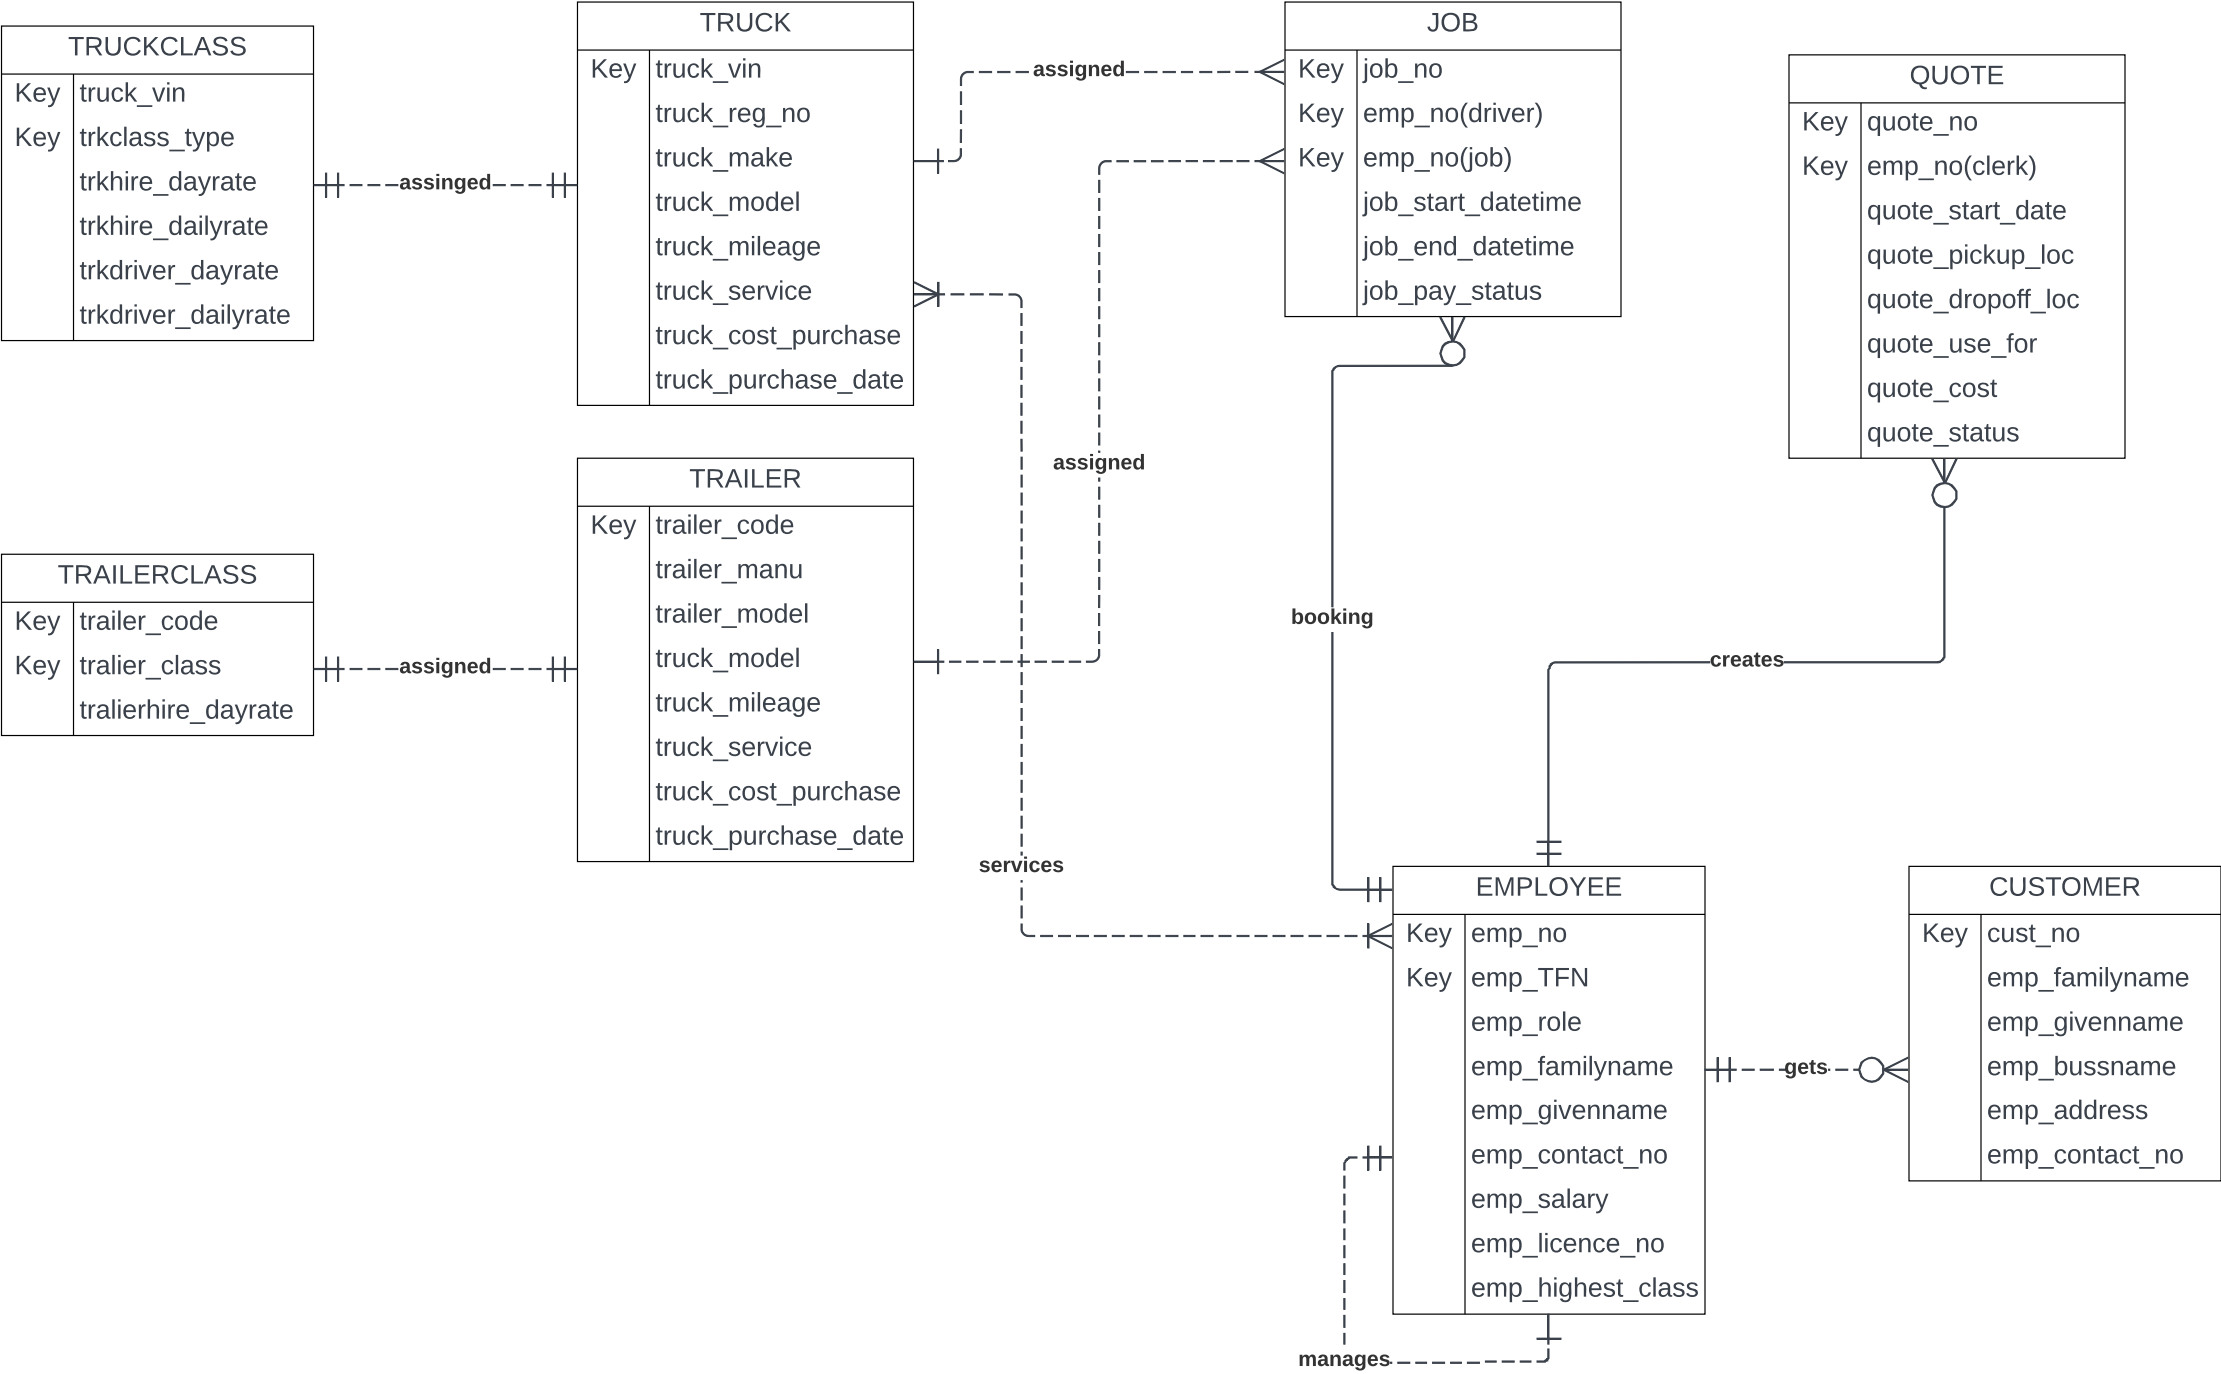 TRUCKCLASS
Key truck_vin
Key trkclass_type
trkhire_dayrate
trkhire_dailyrate
trkdriver_dayrate
trkdriver_dailyrate
assinged
TRUCK
Key truck_vin
truck_reg_no
truck_make
truck_model
truck_mileage
truck_service
truck_cost_purchase
truck_purchase_date
assigned
JOB
Key job_no
Key emp_no(driver)
Key emp_no(job)
job_start_datetime
job_end_datetime
job_pay_status
QUOTE
Key quote_no
Key emp_no(clerk)
quote_start_date
quote_pickup_loc
quote_dropoff_loc
quote_use_for
quote_cost
quote_status
TRAILERCLASS
Key trailer_code
Key tralier_class
tralierhire_dayrate
assigned
TRAILER
Key trailer_code
trailer_manu
trailer_model
truck_model
truck_mileage
truck_service
truck_cost_purchase
truck_purchase_date
assigned
booking
creates
services
EMPLOYEE
Key emp_no
Key emp_TFN
emp_role
emp_familyname
emp_givenname
emp_contact_no
emp_salary
emp_licence_no
emp_highest_class
gets
CUSTOMER
Key cust_no
emp_familyname
emp_givenname
emp_bussname
emp_address
emp_contact_no
manages